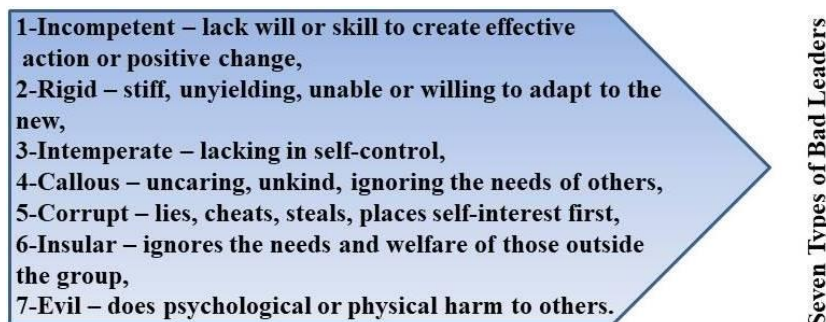 1-Incompetent – lack will or skill to create effective
action or positive change,
2-Rigid – stiff, unyielding, unable or willing to adapt to the
new,
3-Intemperate – lacking in self-control,
4-Callous – uncaring, unkind, ignoring the needs of others,
5-Corrupt – lies, cheats, steals, places self-interest first,
6-Insular – ignores the needs and welfare of those outside
the group,
7-Evil – does psychological or physical harm to others.
Seven Types of Bad Leaders